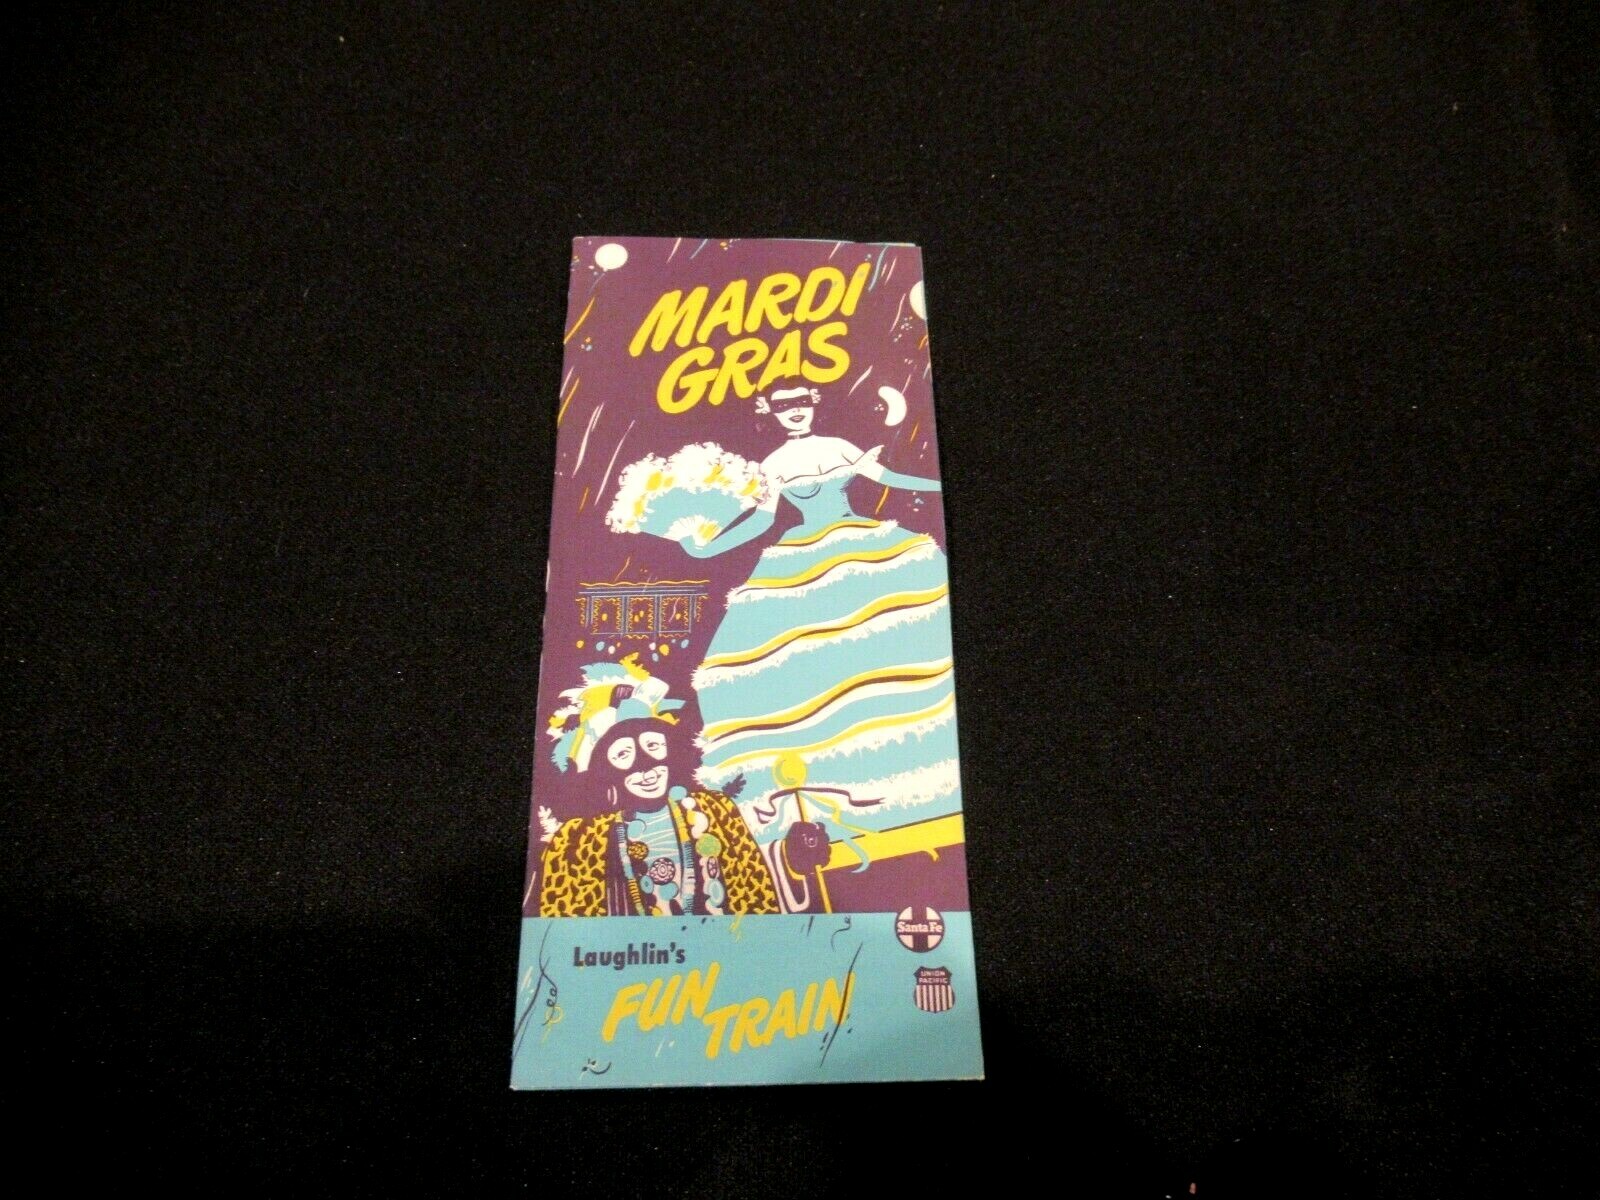 MARDI
GRAS
Laughlin's
FUN
TRAIN
Santa Fe
UNION
PACIFIC